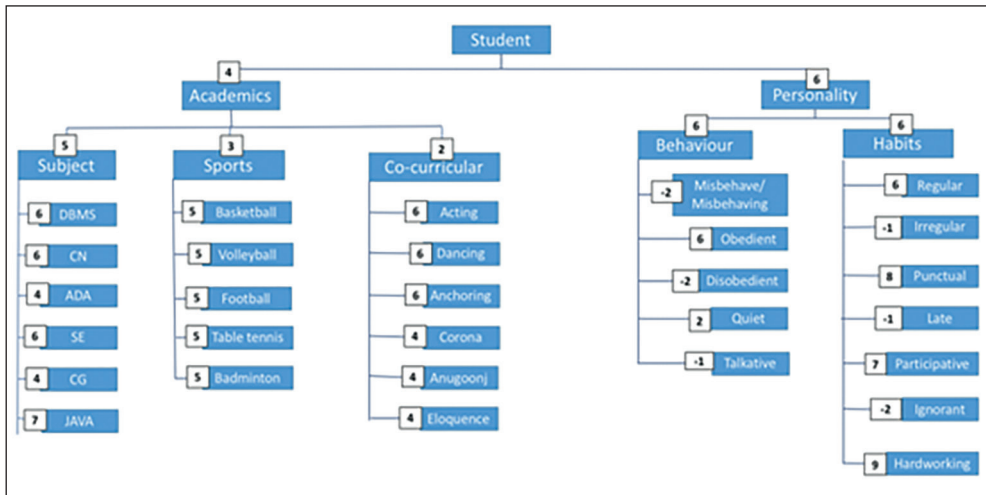 Student
4
Academics
6
Personality
5
Subject
3
Sports
2
Co-curricular
6
Behaviour
6
Habits
6 DBMS
6 CN
4 ADA
6 SE
4 CG
7 JAVA
5 Basketball
5 Volleyball
5 Football
5 Table tennis
5 Badminton
6 Acting
6 Dancing
6 Anchoring
4 Corona
4 Anugoonj
4 Eloquence
-2 Misbehave/
Misbehaving
6 Obedient
-2 Disobedient
2 Quiet
-1 Talkative
6 Regular
-1 Irregular
8 Punctual
-1 Late
7 Participative
-2 Ignorant
9 Hardworking